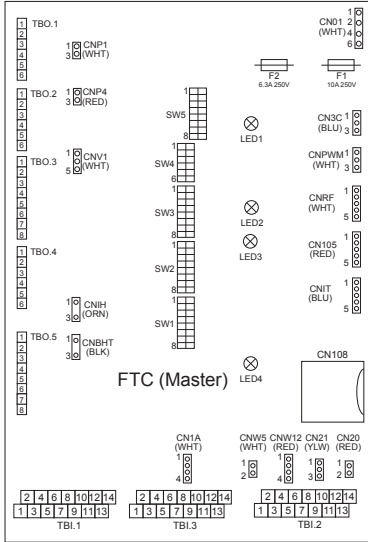 1 TBO.1
2
3
4
5
6
1 CNP1
3 (WHT)
1 TBO.2
2
3
4
5
6
1 CNP4
3 (RED)
1 TBO.3
2
3
4
5
6
7
8
1 CNV1
5 (WHT)
1 TBO.4
2
3
4
5
6
1 CNIH
3 (ORN)
1 TBO.5
2
3
4
5
6
7
8
1 CNBHT
3 (BLK)
1
SW5
8
1
SW4
6
1
SW3
8
1
SW2
8
1
SW1
8
LED1
LED2
LED3
LED4
F2
6.3A 250V
F1
10A 250V
CN01 1
(WHT) 2
4
6
CN3C 1
(BLU) 3
CNPWM 1
(WHT) 3
CNRF 1
(WHT)
5
CN105 1
(RED)
5
CNIT 1
(BLU)
5
CN108
FTC (Master)
CN1A
(WHT)
1
4
CNW5
(WHT)
1
2
CNW12
(RED)
1
4
CN21
(YLW)
1
3
CN20
(RED)
1
2
2 4 6 8 10 12 14
1 3 5 7 9 11 13
TBI.1
2 4 6 8 10 12 14
1 3 5 7 9 11 13
TBI.3
2 4 6 8 10 12 14
1 3 5 7 9 11 13
TBI.2